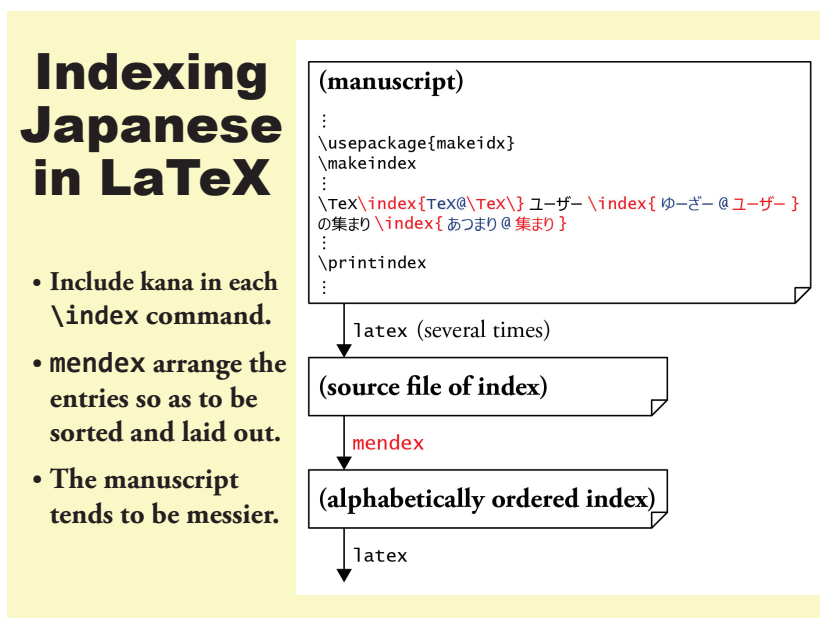 Indexing
Japanese
in LaTeX
• Include kana in each
\index command.
• mendex arrange the
entries so as to be
sorted and laid out.
• The manuscript
tends to be messier.
(manuscript)
⋮
\usepackage{makeidx}
\makeindex
⋮
\TeX\index{TeX@\TeX\} ユーザー \index{ ゆーざー @ ユーザー }
の集まり \index{ あつまり @ 集まり }
⋮
\printindex
⋮
latex (several times)
(source file of index)
mendex
(alphabetically ordered index)
latex